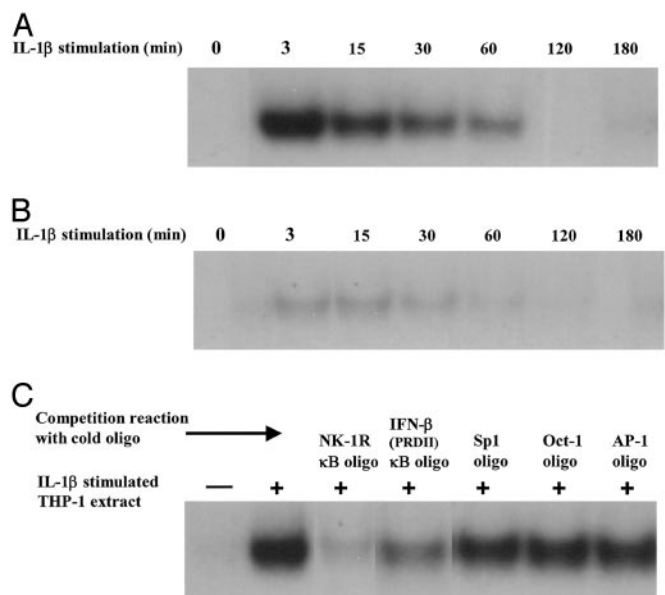 A
IL-1β stimulation (min) 0 3 15 30 60 120 180
B
IL-1β stimulation (min) 0 3 15 30 60 120 180
C
Competition reaction
with cold oligo
NK-1R
κB oligo
IFN-β
(PRDII)
κB oligo
Sp1
oligo
Oct-1
oligo
AP-1
oligo
IL-1β stimulated
THP-1 extract
— + + + + + +